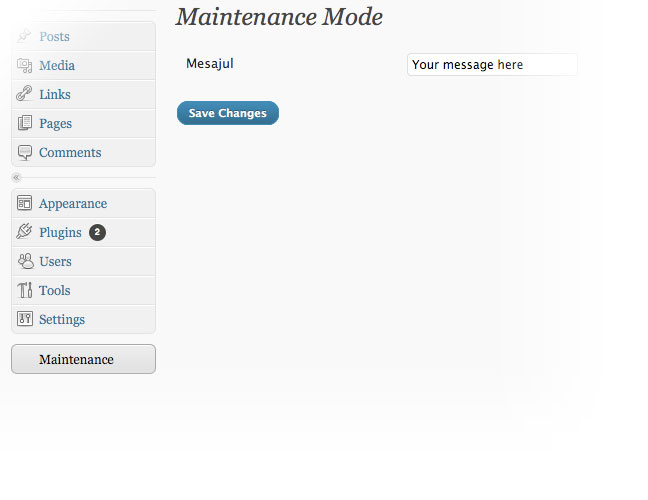 Maintenance Mode
Posts
Media
Links
Pages
Comments
Appearance
Plugins 2
Users
Tools
Settings
Maintenance
Mesajul
Your message here
Save Changes